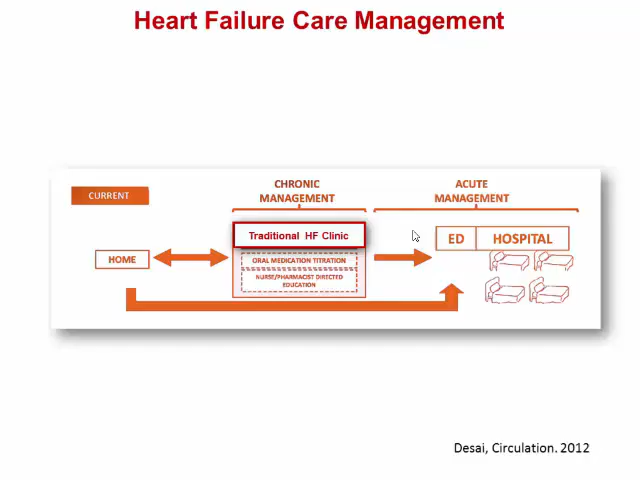 Heart Failure Care Management
CURRENT
CHRONIC
MANAGEMENT
ACUTE
MANAGEMENT
Traditional HF Clinic
ED
HOSPITAL
HOME
ORAL MEDICATION TITRATION
NURSE/PHARMACIST DIRECTED
EDUCATION
Desai, Circulation. 2012